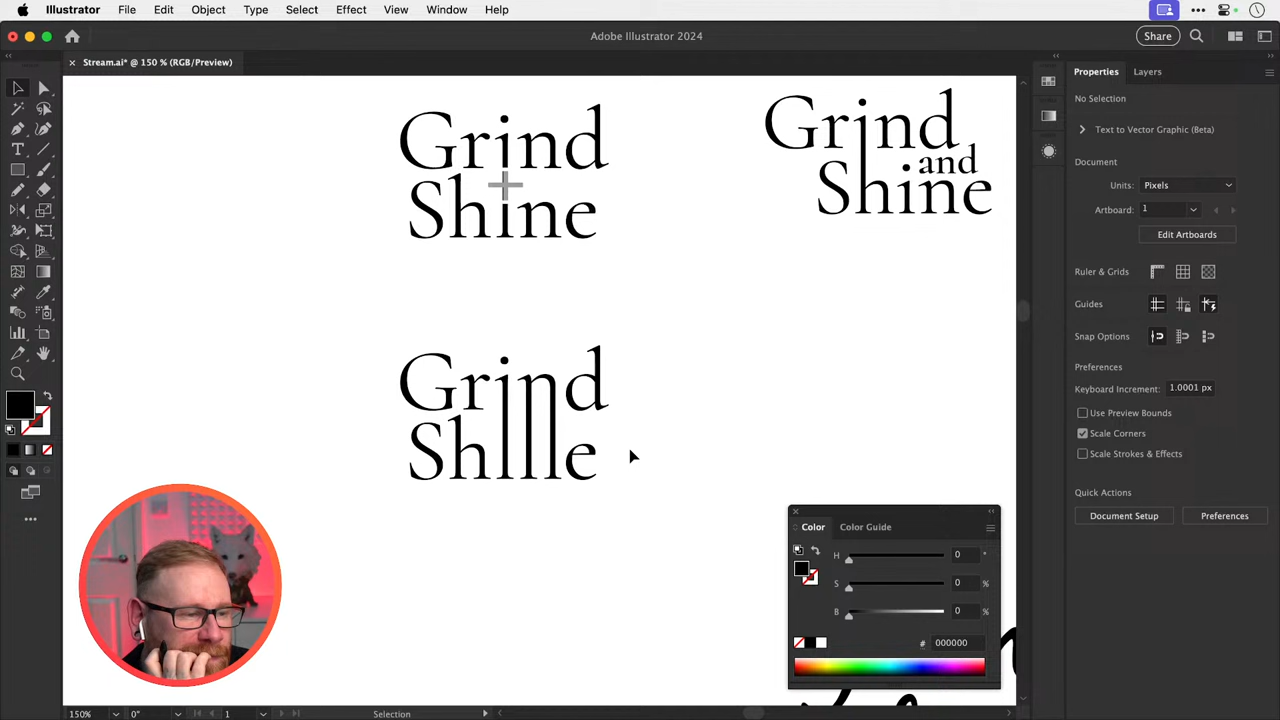 Illustrator File Edit Object Type Select Effect View Window Help
Adobe Illustrator 2024
Share
Stream.ai* @ 150 % (RGB/Preview)
Properties Layers
No Selection
Text to Vector Graphic (Beta)
Document
Units: Pixels
Artboard: 1
Edit Artboards
Ruler & Grids
Guides
Snap Options
Preferences
Keyboard Increment: 1.0001 px
Use Preview Bounds
Scale Corners
Scale Strokes & Effects
Quick Actions
Document Setup Preferences
Grind
Shine
Grind
and
Shine
Grind
Shine
Color Color Guide
H 0 °
S 0 %
B 0 %
# 000000
150% 0° 1 Selection